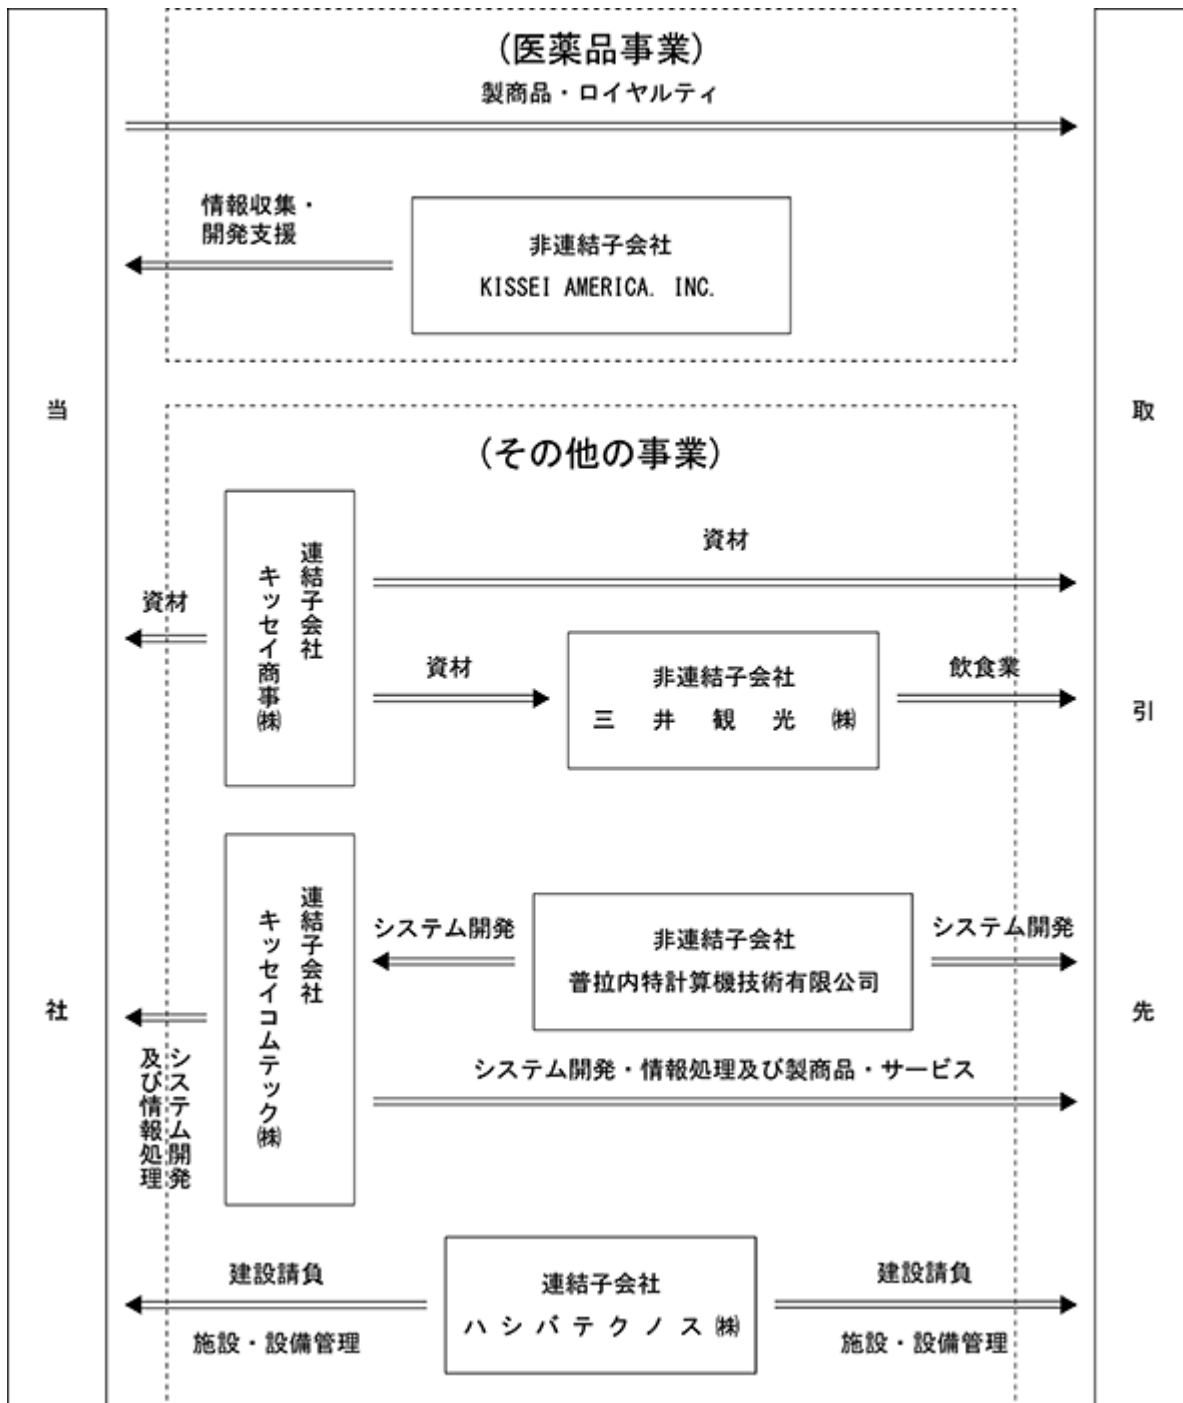 (医薬品事業)
製商品・ロイヤルティ
情報収集・
開発支援
非連結子会社
KISSEI AMERICA. INC.
当社
取引先
(その他の事業)
連結子会社
キッセイ商事㈱
資材
資材
資材
非連結子会社
三井観光㈱
飲食業
連結子会社
キッセイコムテック㈱
システム開発
非連結子会社
普拉内特計算機技術有限公司
システム開発
システム開発
及び情報処理
システム開発・情報処理及び製商品・サービス
建設請負
施設・設備管理
連結子会社
ハシバテクノス㈱
建設請負
施設・設備管理